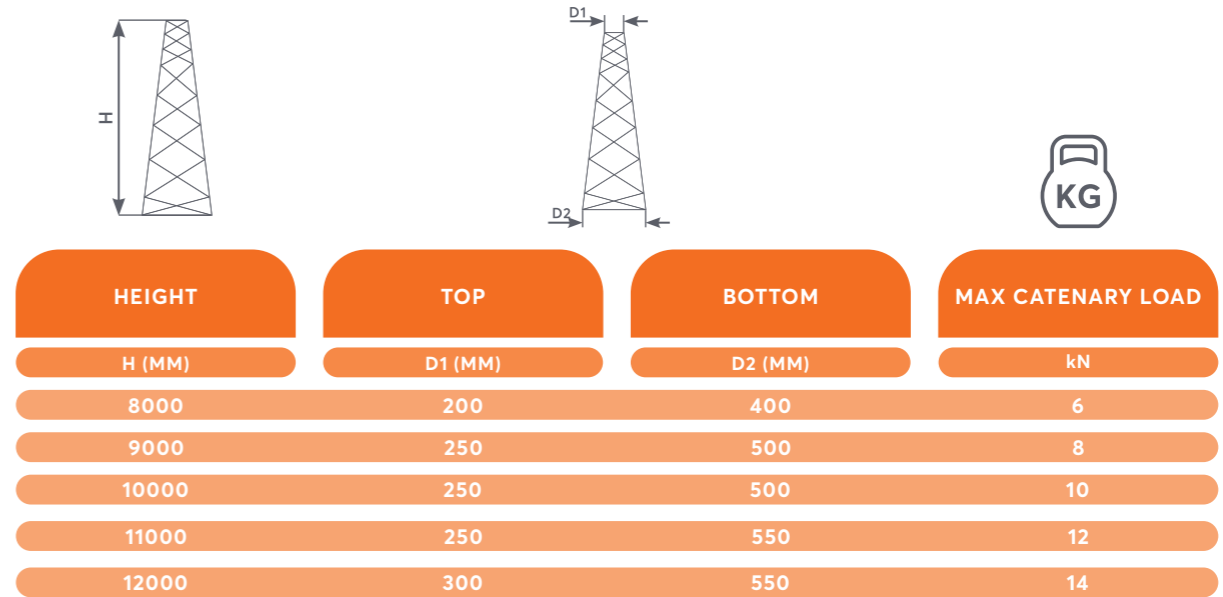 D1
H
D2
KG
HEIGHT TOP BOTTOM MAX CATENARY LOAD
H (MM) D1 (MM) D2 (MM) kN
8000 200 400 6
9000 250 500 8
10000 250 500 10
11000 250 550 12
12000 300 550 14